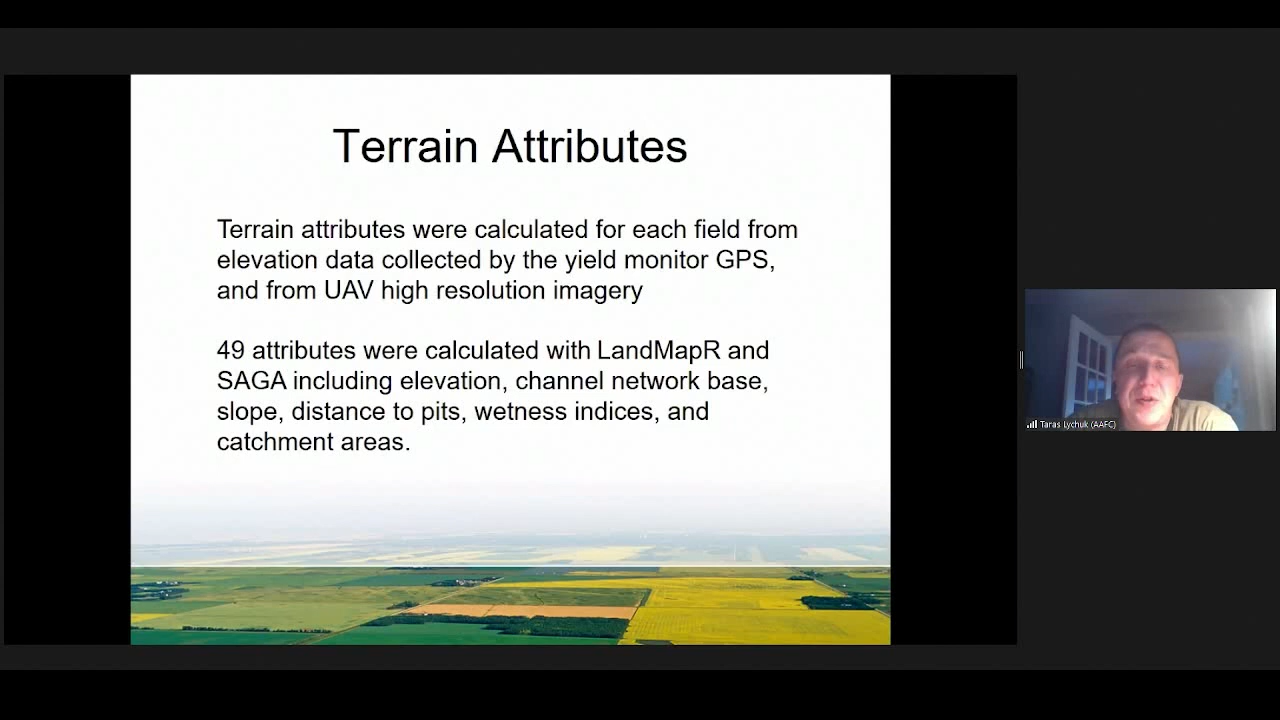 Terrain Attributes
Terrain attributes were calculated for each field from
elevation data collected by the yield monitor GPS,
and from UAV high resolution imagery
49 attributes were calculated with LandMapR and
SAGA including elevation, channel network base,
slope, distance to pits, wetness indices, and
catchment areas.
Taras Lychuk (AAFC)